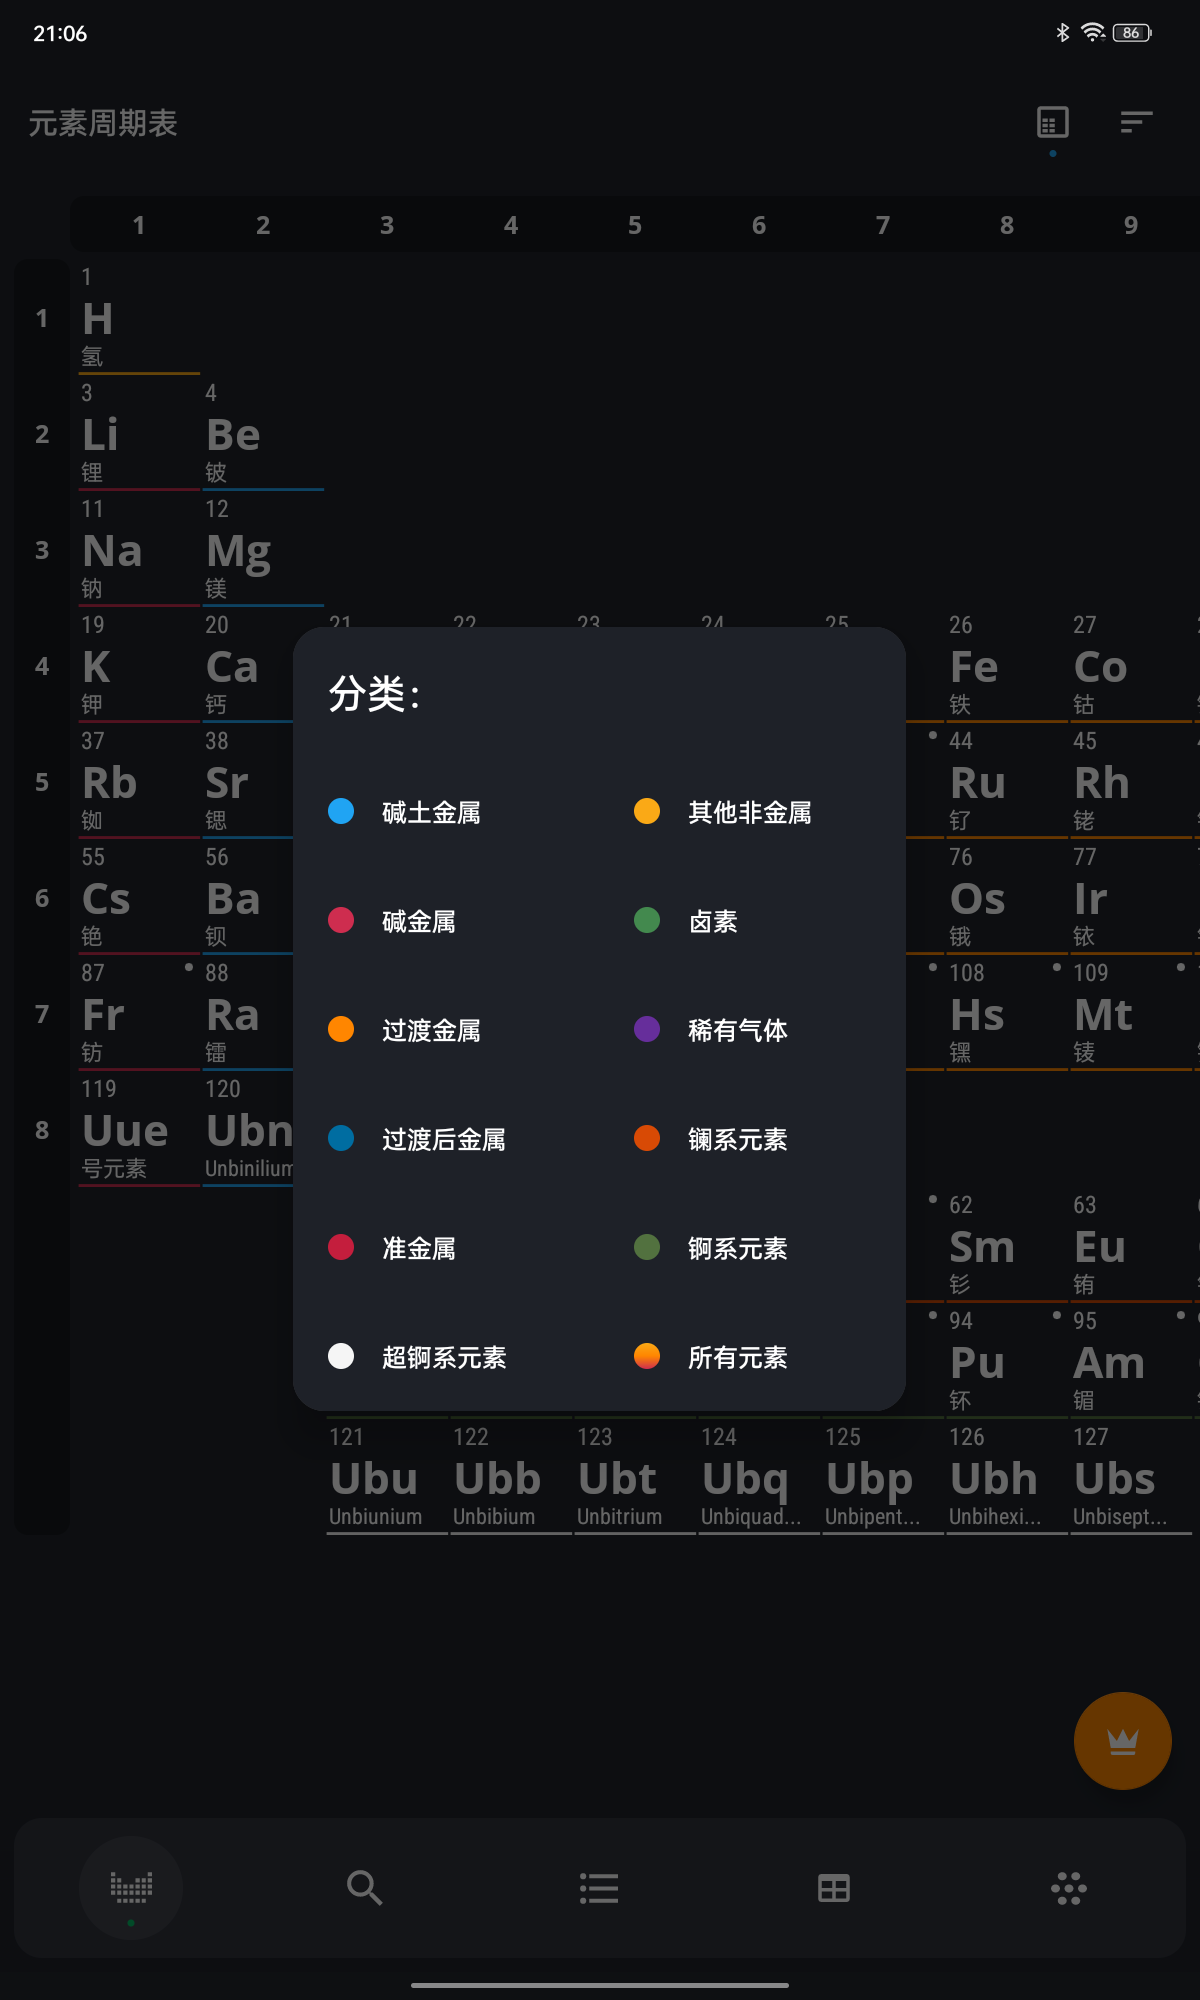 21:06
86
元素周期表
1 2 3 4 5 6 7 8 9
1
1
H
氢
3 4
2
Li Be
锂 铍
11 12
3
Na Mg
钠 镁
19 20 21 22 23 24 25 26 27
4
K Ca Fe Co
钾 钙 铁 钴
37 38 44 45
5
Rb Sr Ru Rh
铷 锶 钌 铑
55 56 76 77
6
Cs Ba Os Ir
铯 钡 锇 铱
87 88 108 109
7
Fr Ra Hs Mt
钫 镭 𬭶 鿏
119 120
8
Uue Ubn
号元素 Unbinilium
分类:
碱土金属 其他非金属
碱金属 卤素
过渡金属 稀有气体
过渡后金属 镧系元素
准金属 锕系元素
超锕系元素 所有元素
62 63
Sm Eu
钐 铕
94 95
Pu Am
钚 镅
121 122 123 124 125 126 127
Ubu Ubb Ubt Ubq Ubp Ubh Ubs
Unbiunium Unbibium Unbitrium Unbiquad... Unbipent... Unbihexi... Unbisept...